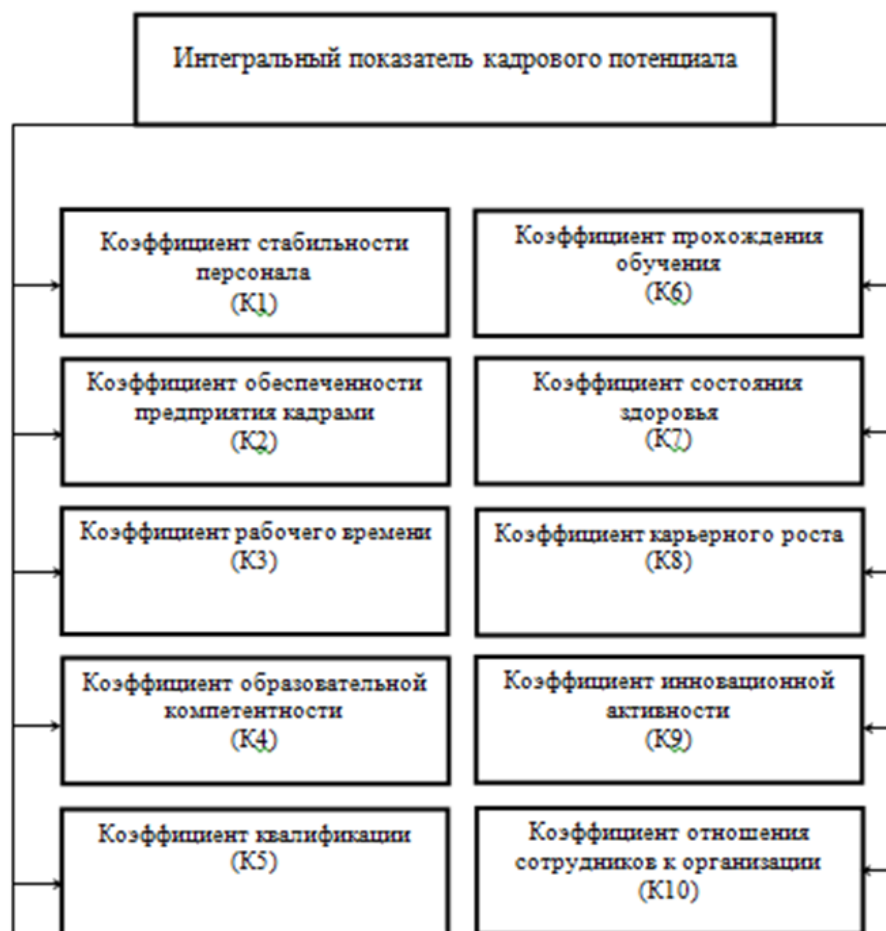 Интегральный показатель кадрового потенциала
Коэффициент стабильности
персонала
(К1)
Коэффициент обеспеченности
предприятия кадрами
(К2)
Коэффициент рабочего времени
(К3)
Коэффициент образовательной
компетентности
(К4)
Коэффициент квалификации
(К5)
Коэффициент прохождения
обучения
(К6)
Коэффициент состояния
здоровья
(К7)
Коэффициент карьерного роста
(К8)
Коэффициент инновационной
активности
(К9)
Коэффициент отношения
сотрудников к организации
(К10)